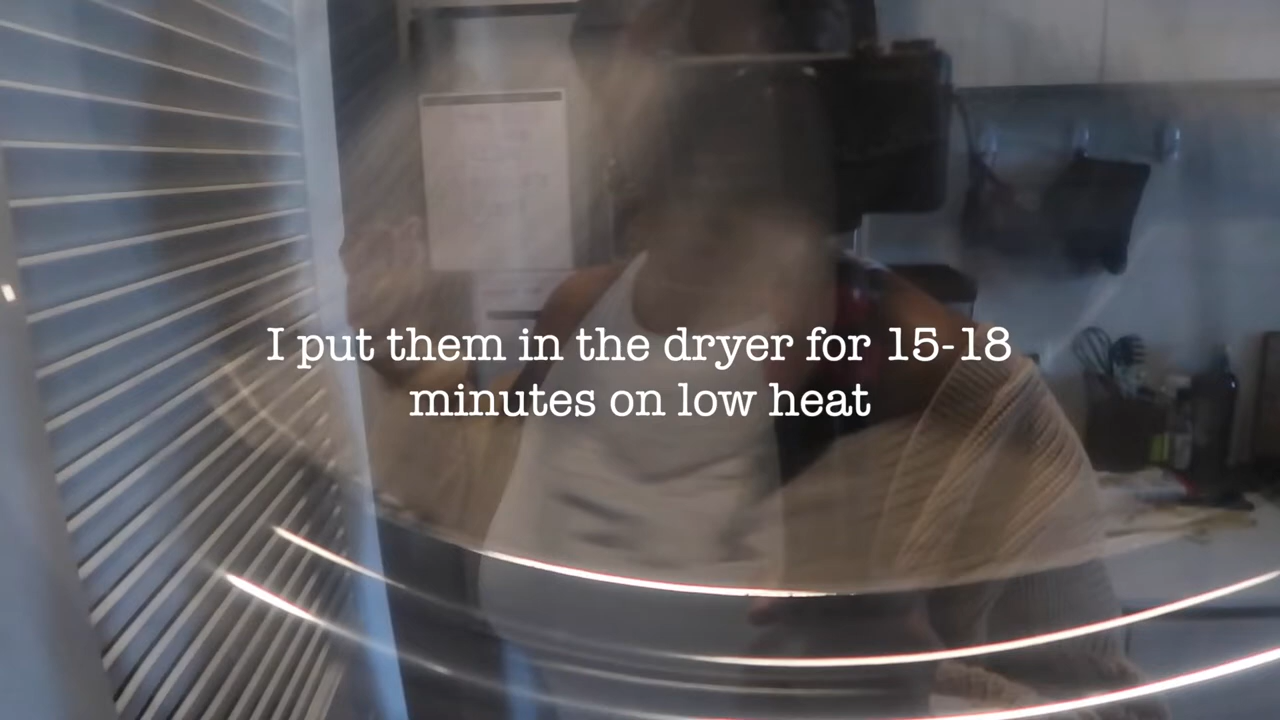 I put them in the dryer for 15-18
minutes on low heat